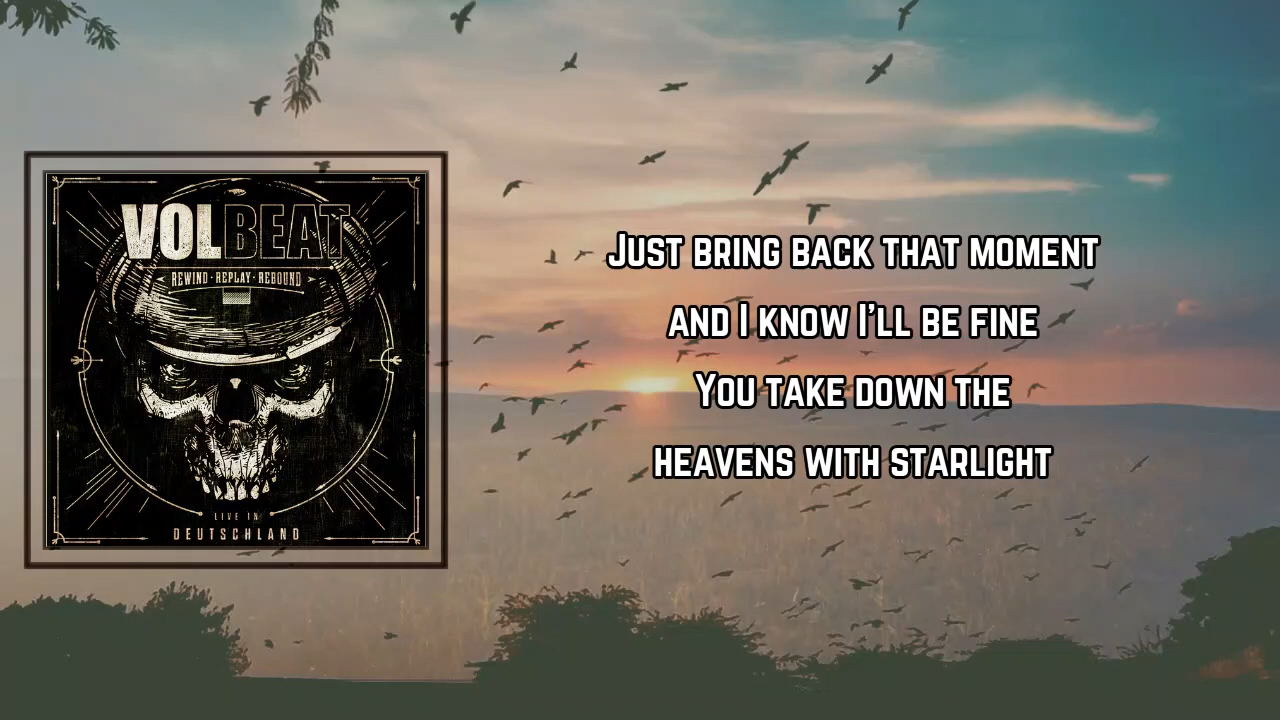 VOLBEAT
REWIND · REPLAY · REBOUND
LIVE IN
DEUTSCHLAND
Just bring back that moment
and I know I'll be fine
You take down the
heavens with starlight